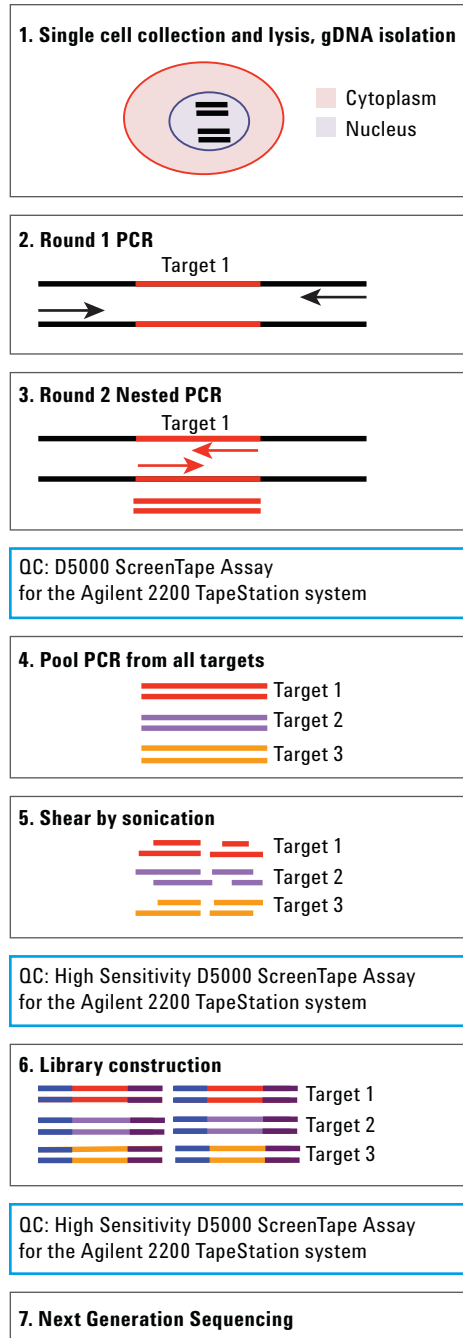 1. Single cell collection and lysis, gDNA isolation
Cytoplasm
Nucleus
2. Round 1 PCR
Target 1
3. Round 2 Nested PCR
Target 1
QC: D5000 ScreenTape Assay
for the Agilent 2200 TapeStation system
4. Pool PCR from all targets
Target 1
Target 2
Target 3
5. Shear by sonication
Target 1
Target 2
Target 3
QC: High Sensitivity D5000 ScreenTape Assay
for the Agilent 2200 TapeStation system
6. Library construction
Target 1
Target 2
Target 3
QC: High Sensitivity D5000 ScreenTape Assay
for the Agilent 2200 TapeStation system
7. Next Generation Sequencing